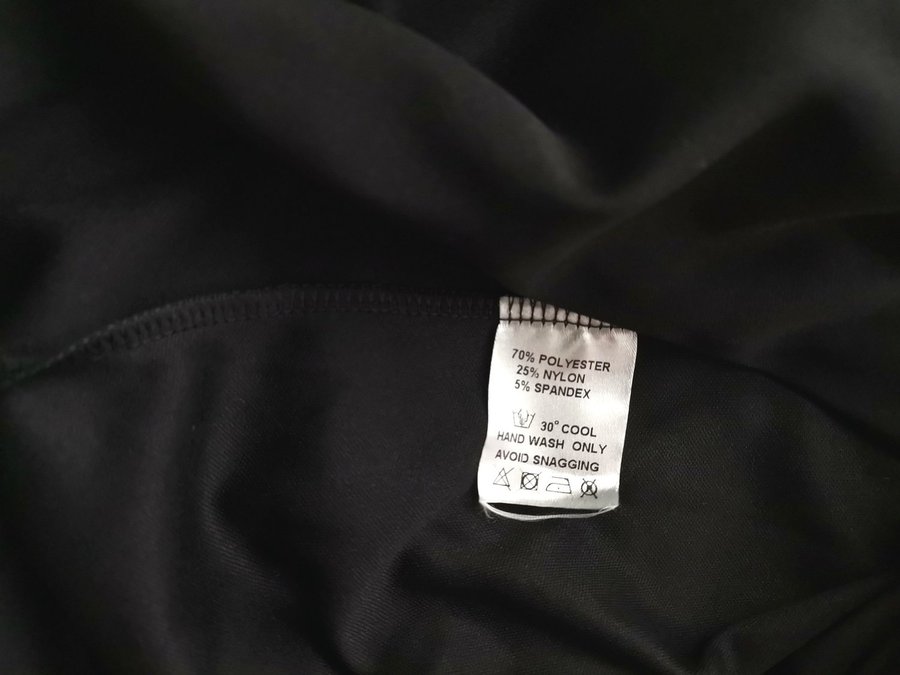 70% POLYESTER
25% NYLON
5% SPANDEX
30° COOL
HAND WASH ONLY
AVOID SNAGGING